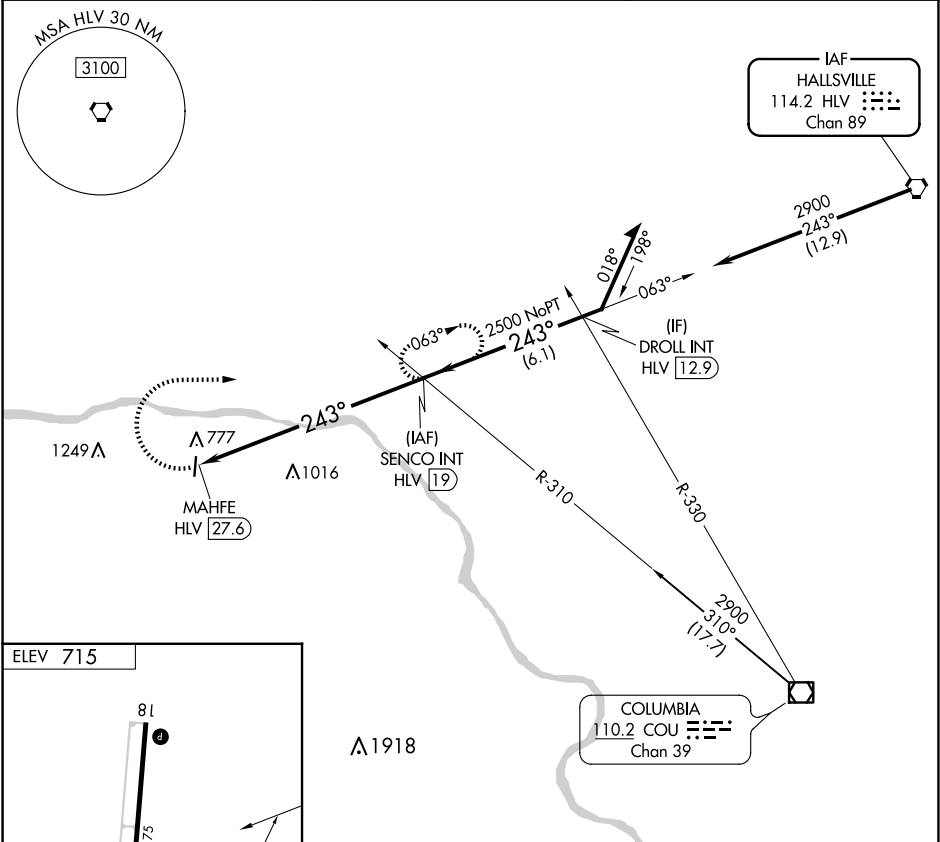 MSA HLV 30 NM
3100
IAF
HALLSVILLE
114.2 HLV
Chan 89
2900
243°
(12.9)
018°
198°
063°
2500 NoPT
243°
(6.1)
063°
(IF)
DROLL INT
HLV 12.9
243°
(IAF)
SENCO INT
HLV 19
1249
777
1016
MAHFE
HLV 27.6
R-310
R-330
2900
310°
(17.7)
COLUMBIA
110.2 COU
Chan 39
1918
ELEV 715
18
P
75